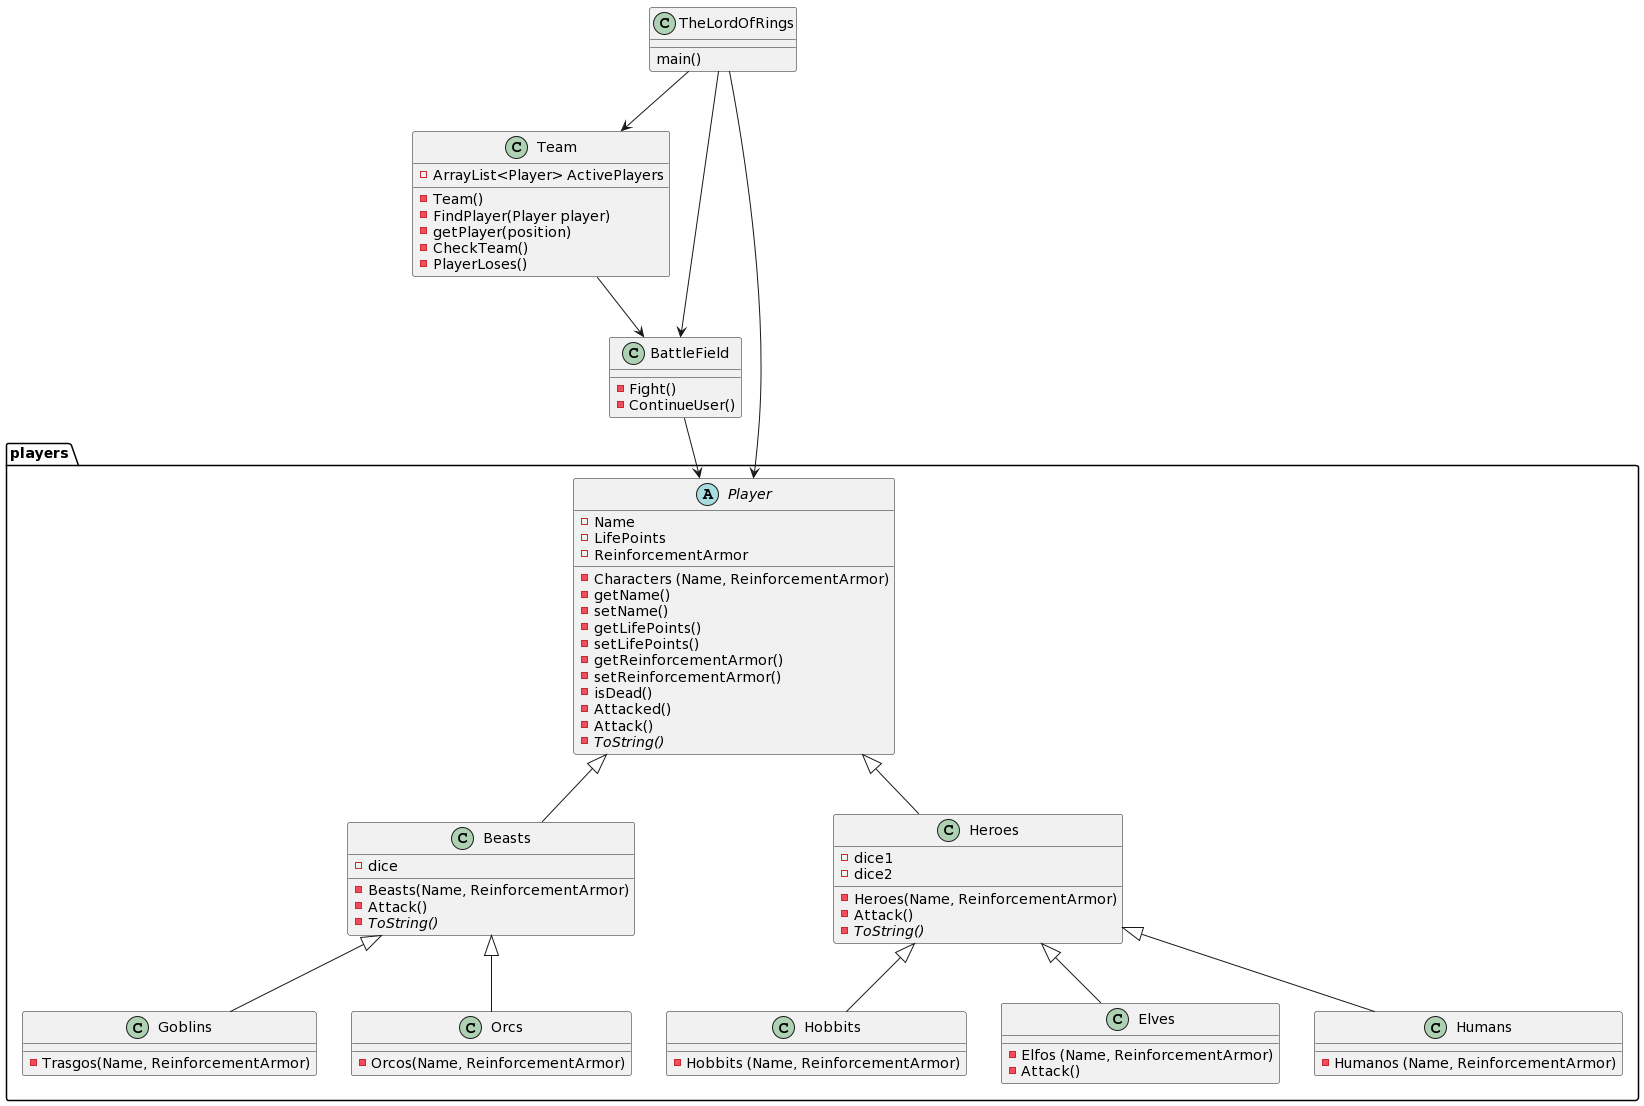 C TheLordOfRings
main()
C Team
ArrayList<Player> ActivePlayers
Team()
FindPlayer(Player player)
getPlayer(position)
CheckTeam()
PlayerLoses()
C BattleField
Fight()
ContinueUser()
players
A Player
Name
LifePoints
ReinforcementArmor
Characters (Name, ReinforcementArmor)
getName()
setName()
getLifePoints()
setLifePoints()
getReinforcementArmor()
setReinforcementArmor()
isDead()
Attacked()
Attack()
ToString()
C Beasts
dice
Beasts(Name, ReinforcementArmor)
Attack()
ToString()
C Heroes
dice1
dice2
Heroes(Name, ReinforcementArmor)
Attack()
ToString()
C Goblins
Trasgos(Name, ReinforcementArmor)
C Orcs
Orcos(Name, ReinforcementArmor)
C Hobbits
Hobbits (Name, ReinforcementArmor)
C Elves
Elfos (Name, ReinforcementArmor)
Attack()
C Humans
Humanos (Name, ReinforcementArmor)